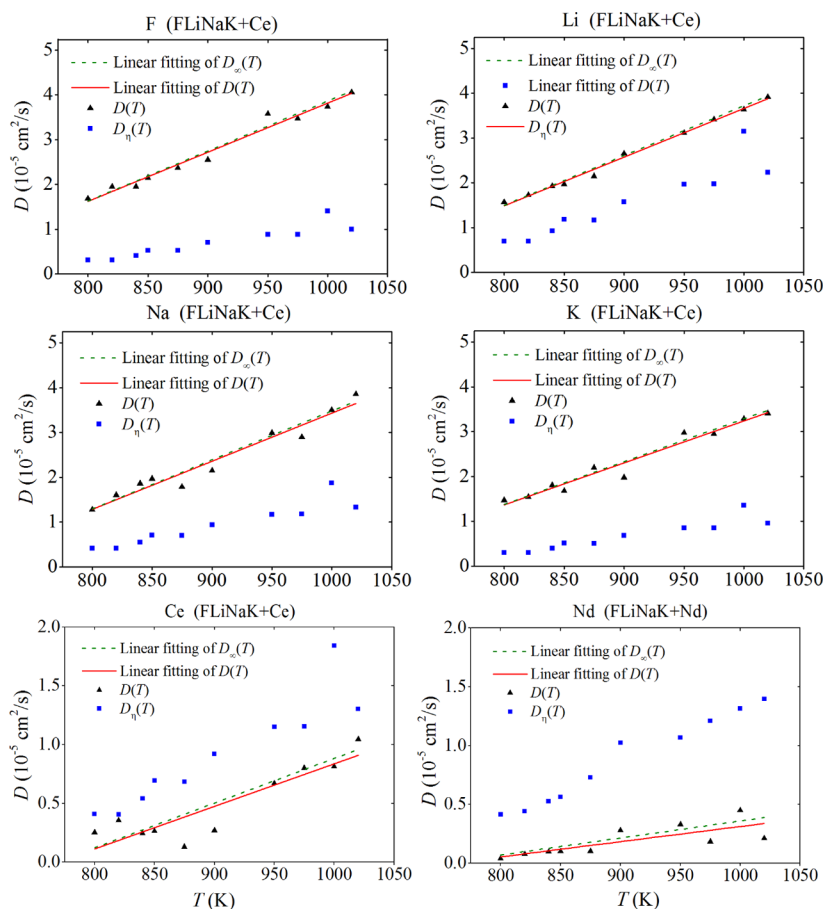 F (FLiNaK+Ce)
D (10⁻⁵ cm²/s)
5
4
3
2
1
0
Linear fitting of D∞(T)
Linear fitting of D(T)
D(T)
Dη(T)
800 850 900 950 1000 1050
Li (FLiNaK+Ce)
D (10⁻⁵ cm²/s)
5
4
3
2
1
0
Linear fitting of D∞(T)
Linear fitting of D(T)
D(T)
Dη(T)
800 850 900 950 1000 1050
Na (FLiNaK+Ce)
D (10⁻⁵ cm²/s)
5
4
3
2
1
0
Linear fitting of D∞(T)
Linear fitting of D(T)
D(T)
Dη(T)
800 850 900 950 1000 1050
K (FLiNaK+Ce)
D (10⁻⁵ cm²/s)
5
4
3
2
1
0
Linear fitting of D∞(T)
Linear fitting of D(T)
D(T)
Dη(T)
800 850 900 950 1000 1050
Ce (FLiNaK+Ce)
D (10⁻⁵ cm²/s)
2.0
1.5
1.0
0.5
0.0
Linear fitting of D∞(T)
Linear fitting of D(T)
D(T)
Dη(T)
800 850 900 950 1000 1050
T (K)
Nd (FLiNaK+Nd)
D (10⁻⁵ cm²/s)
2.0
1.5
1.0
0.5
0.0
Linear fitting of D∞(T)
Linear fitting of D(T)
D(T)
Dη(T)
800 850 900 950 1000 1050
T (K)